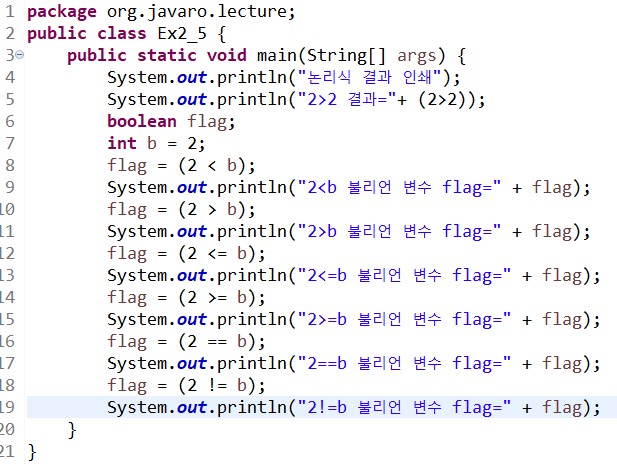 1 package org.javaro.lecture;
2 public class Ex2_5 {
3 public static void main(String[] args) {
4 System.out.println("논리식 결과 인쇄");
5 System.out.println("2>2 결과="+ (2>2));
6 boolean flag;
7 int b = 2;
8 flag = (2 < b);
9 System.out.println("2<b 불리언 변수 flag=" + flag);
10 flag = (2 > b);
11 System.out.println("2>b 불리언 변수 flag=" + flag);
12 flag = (2 <= b);
13 System.out.println("2<=b 불리언 변수 flag=" + flag);
14 flag = (2 >= b);
15 System.out.println("2>=b 불리언 변수 flag=" + flag);
16 flag = (2 == b);
17 System.out.println("2==b 불리언 변수 flag=" + flag);
18 flag = (2 != b);
19 System.out.println("2!=b 불리언 변수 flag=" + flag);
20 }
21 }